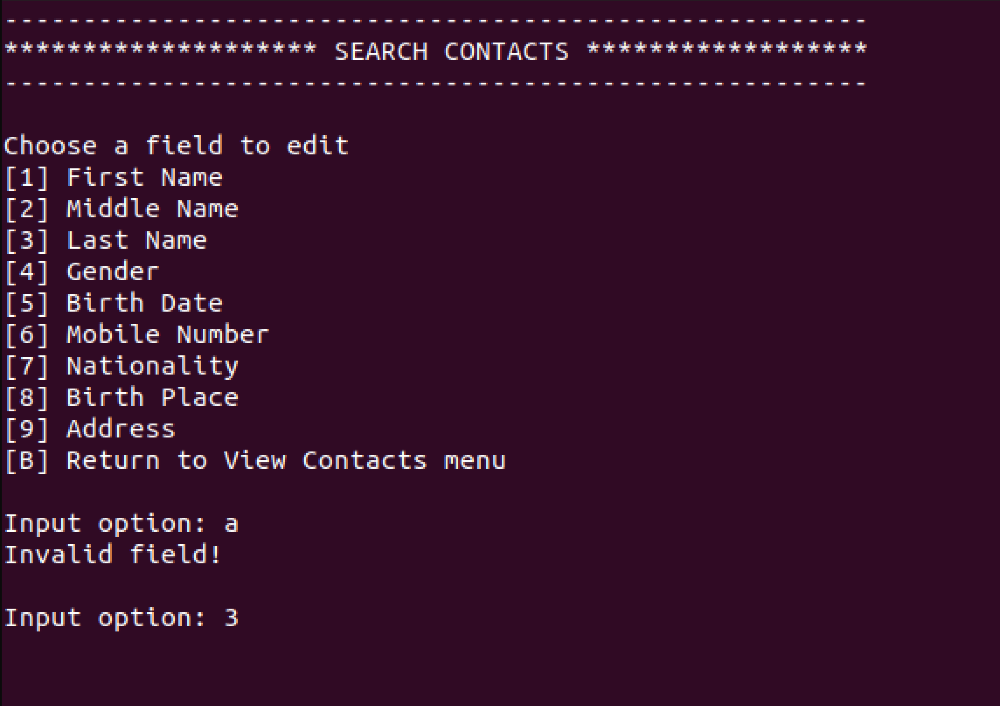 -------------------------------------------------------
******************** SEARCH CONTACTS ******************
-------------------------------------------------------
Choose a field to edit
[1] First Name
[2] Middle Name
[3] Last Name
[4] Gender
[5] Birth Date
[6] Mobile Number
[7] Nationality
[8] Birth Place
[9] Address
[B] Return to View Contacts menu
Input option: a
Invalid field!
Input option: 3